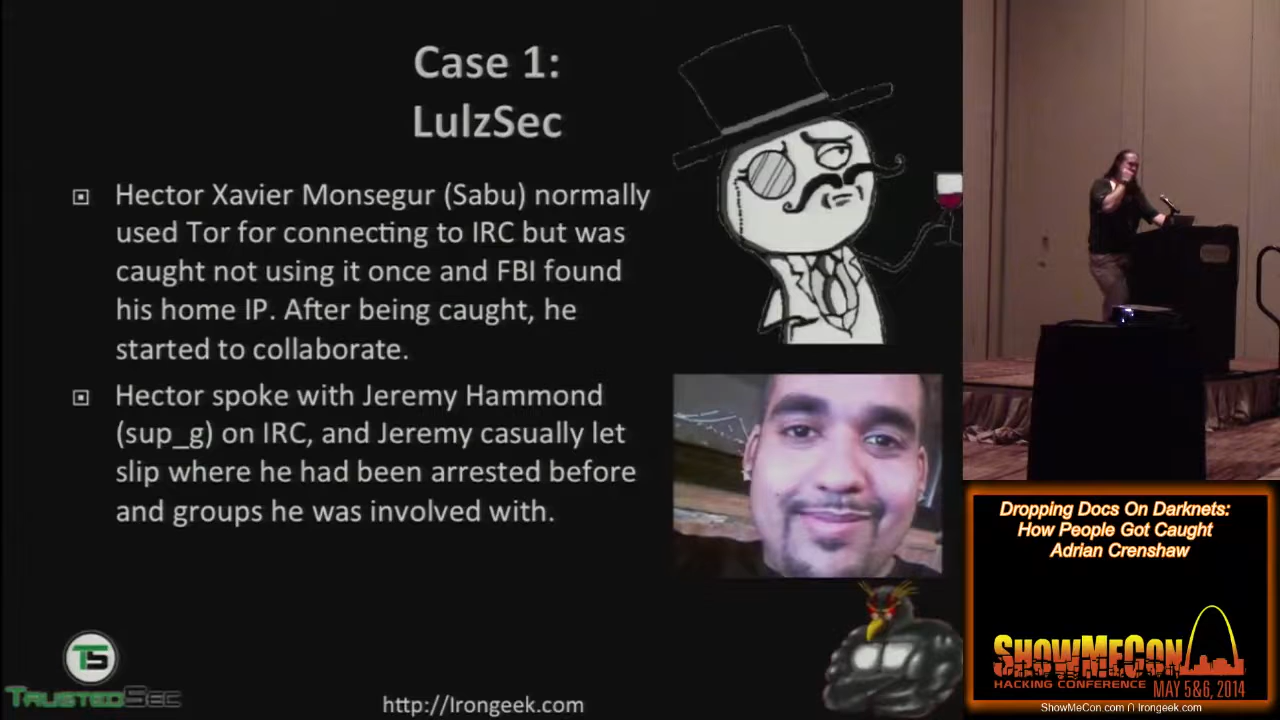 Case 1:
LulzSec
Hector Xavier Monsegur (Sabu) normally
used Tor for connecting to IRC but was
caught not using it once and FBI found
his home IP. After being caught, he
started to collaborate.
Hector spoke with Jeremy Hammond
(sup_g) on IRC, and Jeremy casually let
slip where he had been arrested before
and groups he was involved with.
TS
TRUSTEDSEC
http://Irongeek.com
Dropping Docs On Darknets:
How People Got Caught
Adrian Crenshaw
SHOWMECON
HACKING CONFERENCE MAY 5&6, 2014
ShowMeCon.com ∩ Irongeek.com